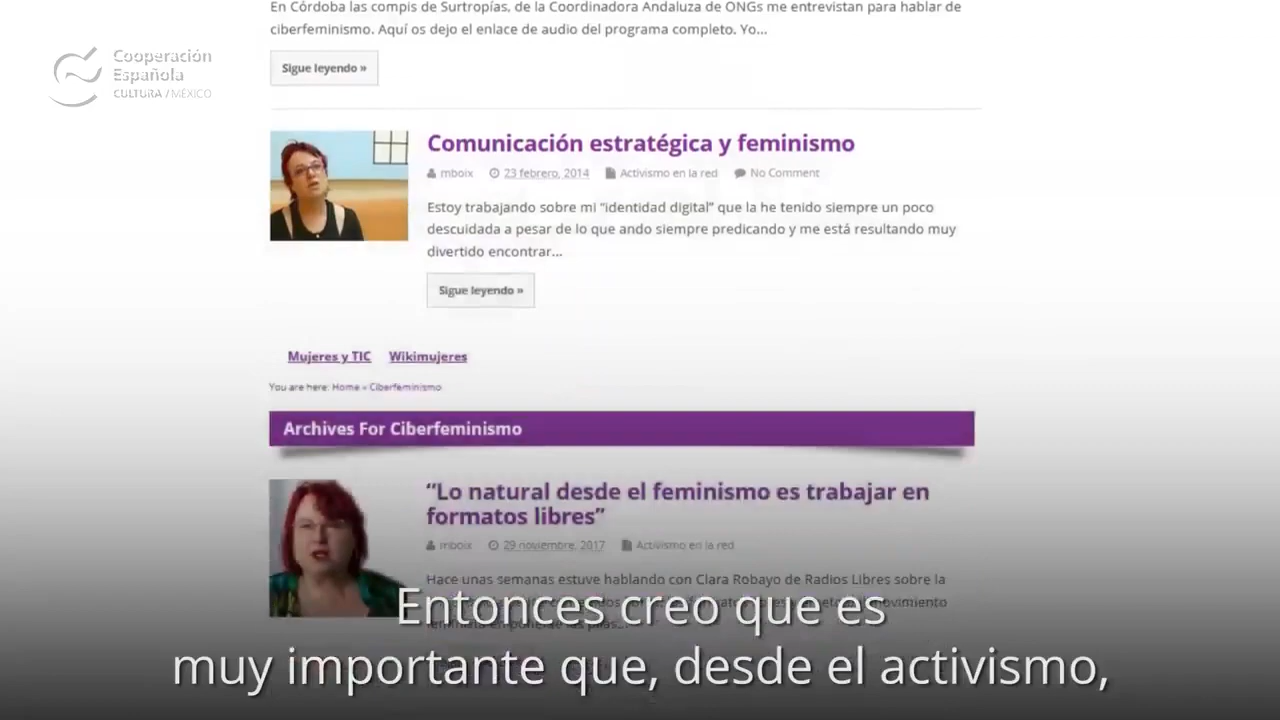 En Córdoba las compis de Surtropías, de la Coordinadora Andaluza de ONGs me entrevistan para hablar de
ciberfeminismo. Aquí os dejo el enlace de audio del programa completo. Yo...
Sigue leyendo »
Cooperación
Española
CULTURA / MÉXICO
Comunicación estratégica y feminismo
mboix 23 febrero, 2014 Activismo en la red No Comment
Estoy trabajando sobre mi “identidad digital” que la he tenido siempre un poco
descuidada a pesar de lo que ando siempre predicando y me está resultando muy
divertido encontrar...
Sigue leyendo »
Mujeres y TIC Wikimujeres
You are here: Home » Ciberfeminismo
Archives For Ciberfeminismo
“Lo natural desde el feminismo es trabajar en
formatos libres”
mboix 29 noviembre, 2017 Activismo en la red
Hace unas semanas estuve hablando con Clara Robayo de Radios Libres sobre la
movimiento
Entonces creo que es
muy importante que, desde el activismo,